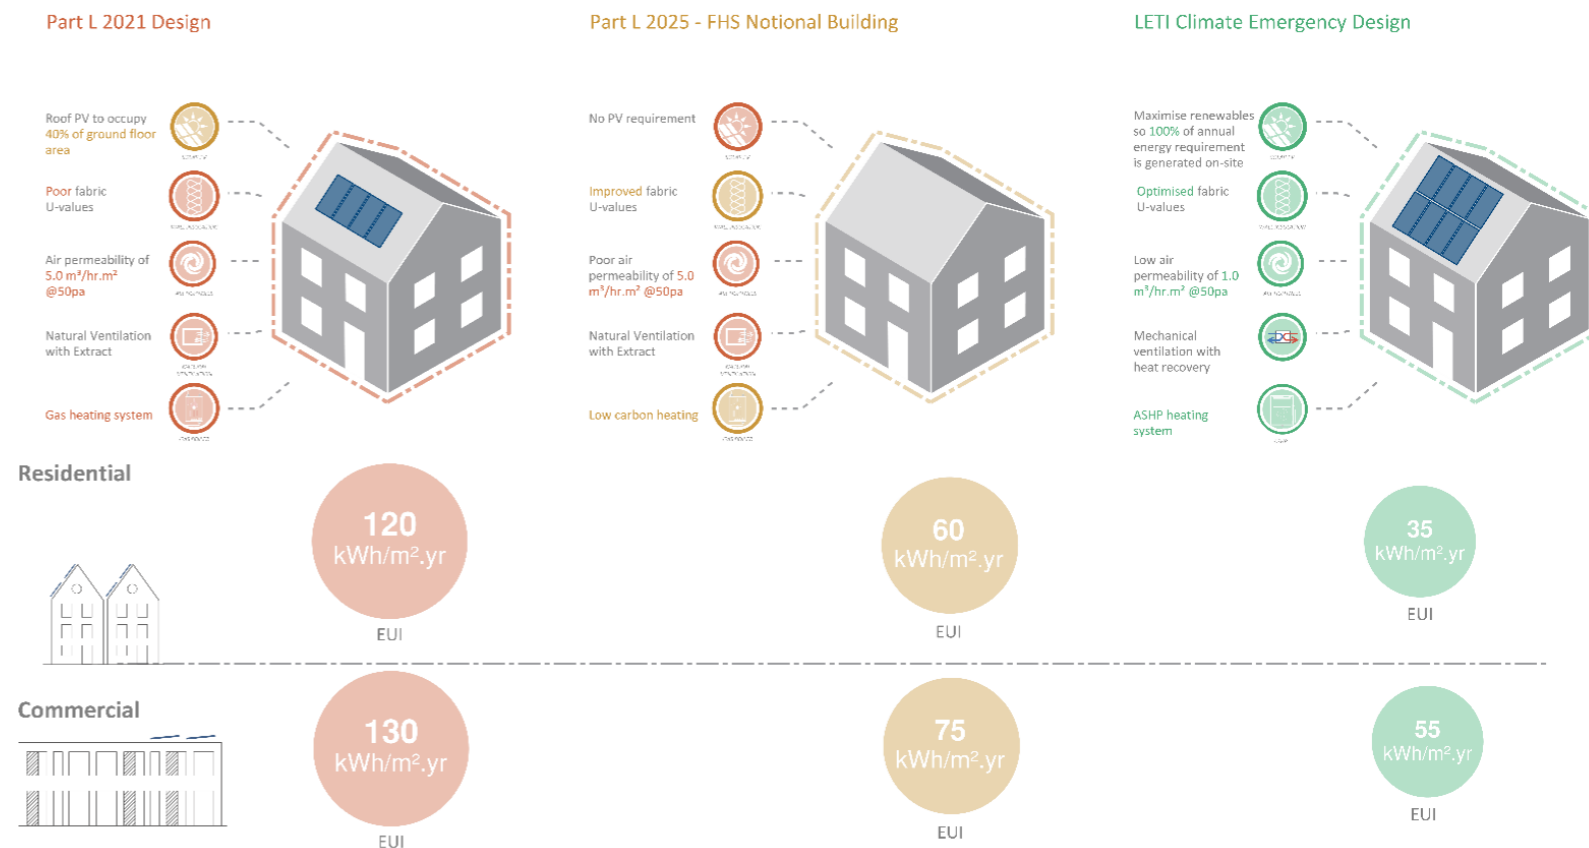 Part L 2021 Design
Roof PV to occupy
40% of ground floor
area
Poor fabric
U-values
Air permeability of
5.0 m³/hr.m²
@50pa
Natural Ventilation
with Extract
Gas heating system
Part L 2025 - FHS Notional Building
No PV requirement
Improved fabric
U-values
Poor air
permeability of 5.0
m³/hr.m² @50pa
Natural Ventilation
with Extract
Low carbon heating
LETI Climate Emergency Design
Maximise renewables
so 100% of annual
energy requirement
is generated on-site
Optimised fabric
U-values
Low air
permeability of 1.0
m³/hr.m² @50pa
Mechanical
ventilation with
heat recovery
ASHP heating
system
Residential
120
kWh/m².yr
EUI
60
kWh/m².yr
EUI
35
kWh/m².yr
EUI
Commercial
130
kWh/m².yr
EUI
75
kWh/m².yr
EUI
55
kWh/m².yr
EUI